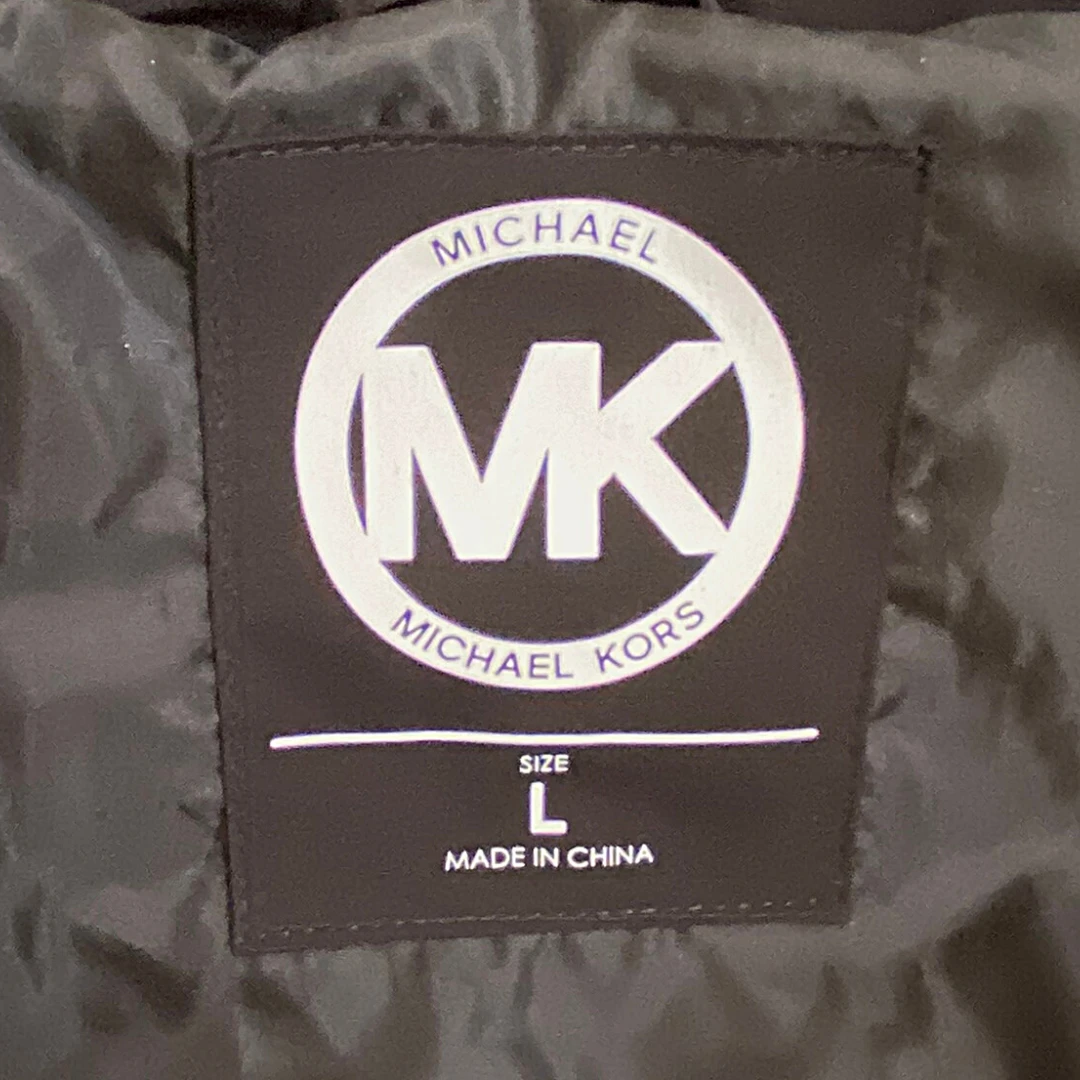 MICHAEL
MK
MICHAEL KORS
SIZE
L
MADE IN CHINA